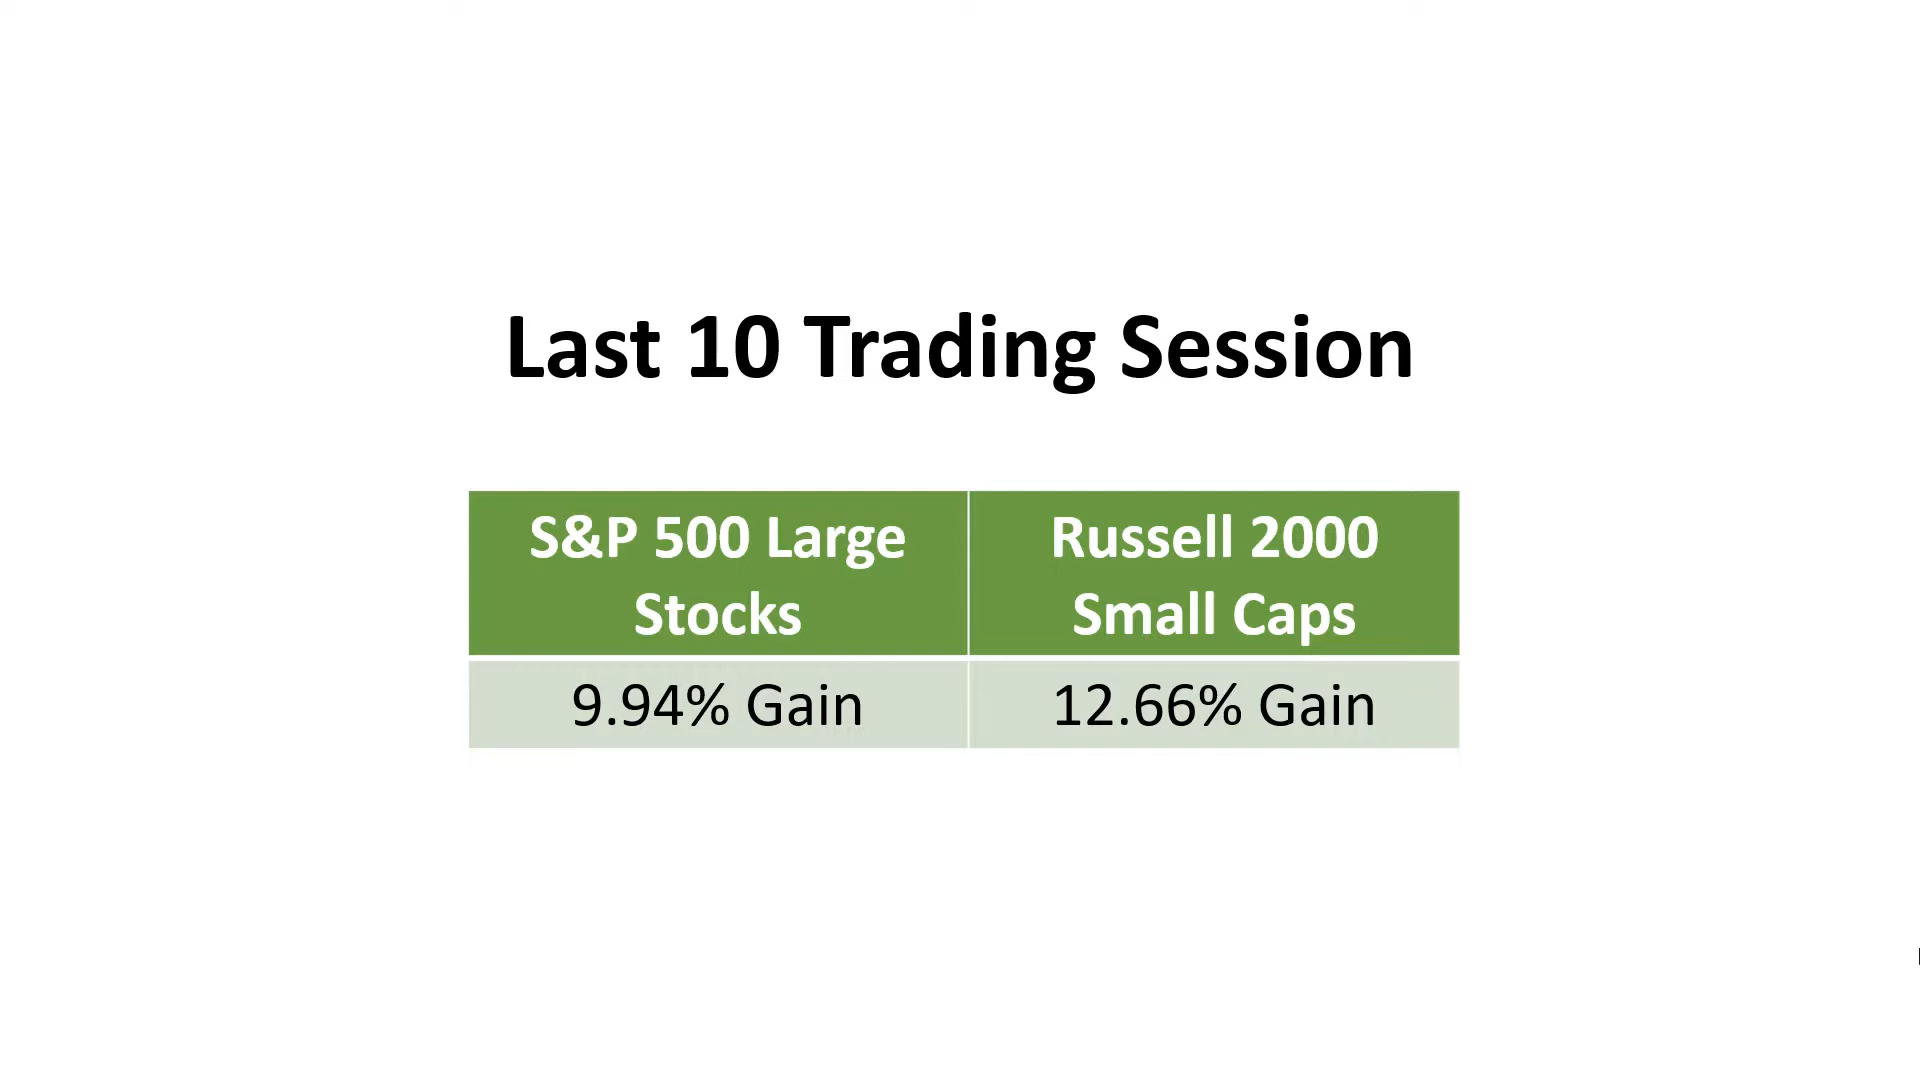 Last 10 Trading Session
S&P 500 Large
Stocks
Russell 2000
Small Caps
9.94% Gain
12.66% Gain